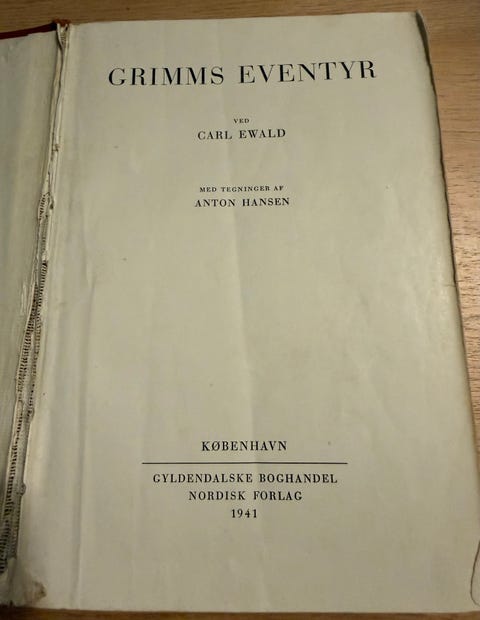 GRIMMS EVENTYR
VED
CARL EWALD
MED TEGNINGER AF
ANTON HANSEN
KØBENHAVN
GYLDENDALSKE BOGHANDEL
NORDISK FORLAG
1941